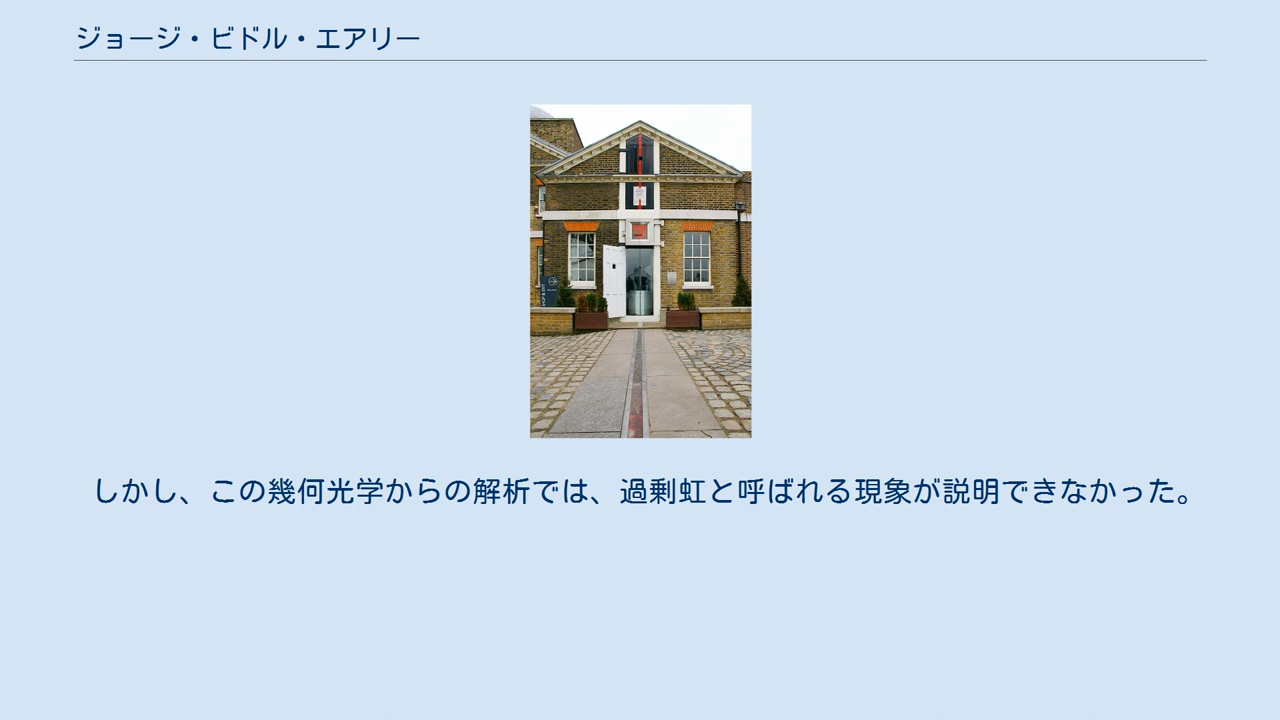 ジョージ・ビドル・エアリー
しかし、この幾何光学からの解析では、過剰虹と呼ばれる現象が説明できなかった。